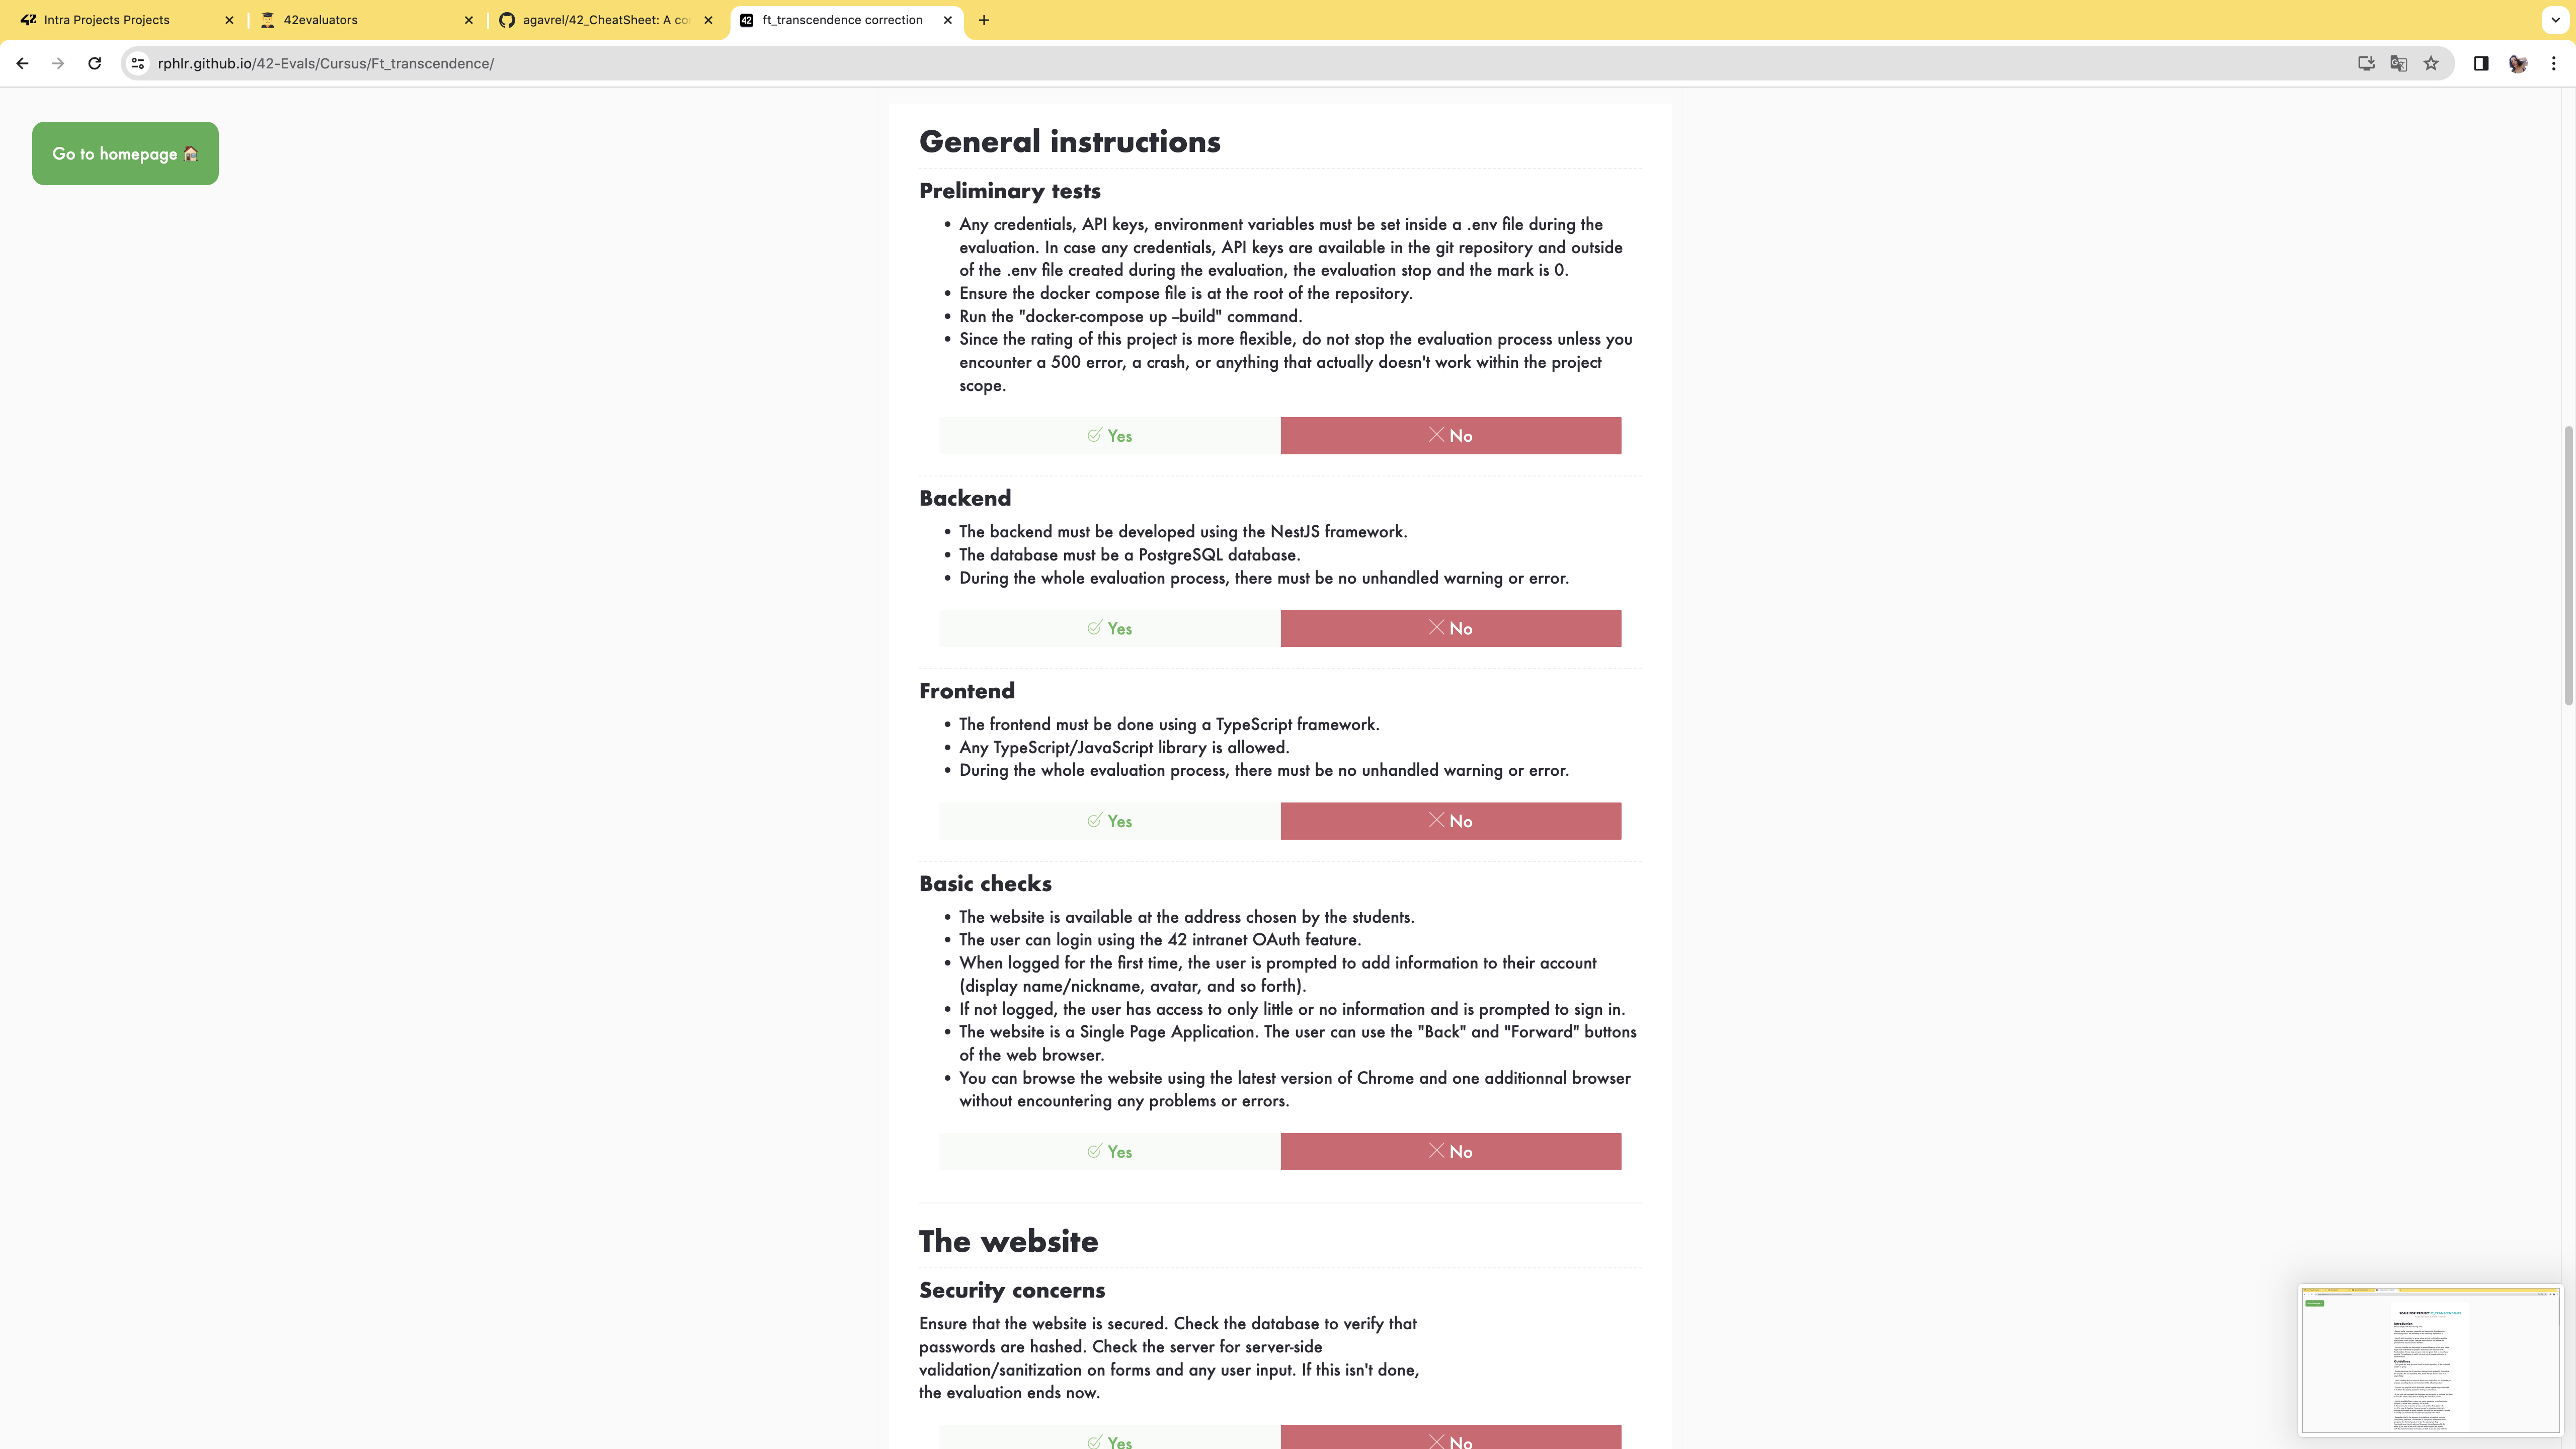 Intra Projects Projects
42evaluators
agavrel/42_CheatSheet: A co
ft_transcendence correction
rphlr.github.io/42-Evals/Cursus/Ft_transcendence/
Go to homepage
General instructions
Preliminary tests
• Any credentials, API keys, environment variables must be set inside a .env file during the
evaluation. In case any credentials, API keys are available in the git repository and outside
of the .env file created during the evaluation, the evaluation stop and the mark is 0.
• Ensure the docker compose file is at the root of the repository.
• Run the "docker-compose up –build" command.
• Since the rating of this project is more flexible, do not stop the evaluation process unless you
encounter a 500 error, a crash, or anything that actually doesn't work within the project
scope.
Yes No
Backend
• The backend must be developed using the NestJS framework.
• The database must be a PostgreSQL database.
• During the whole evaluation process, there must be no unhandled warning or error.
Yes No
Frontend
• The frontend must be done using a TypeScript framework.
• Any TypeScript/JavaScript library is allowed.
• During the whole evaluation process, there must be no unhandled warning or error.
Yes No
Basic checks
• The website is available at the address chosen by the students.
• The user can login using the 42 intranet OAuth feature.
• When logged for the first time, the user is prompted to add information to their account
(display name/nickname, avatar, and so forth).
• If not logged, the user has access to only little or no information and is prompted to sign in.
• The website is a Single Page Application. The user can use the "Back" and "Forward" buttons
of the web browser.
• You can browse the website using the latest version of Chrome and one additionnal browser
without encountering any problems or errors.
Yes No
The website
Security concerns
Ensure that the website is secured. Check the database to verify that
passwords are hashed. Check the server for server-side
validation/sanitization on forms and any user input. If this isn't done,
the evaluation ends now.
Yes No